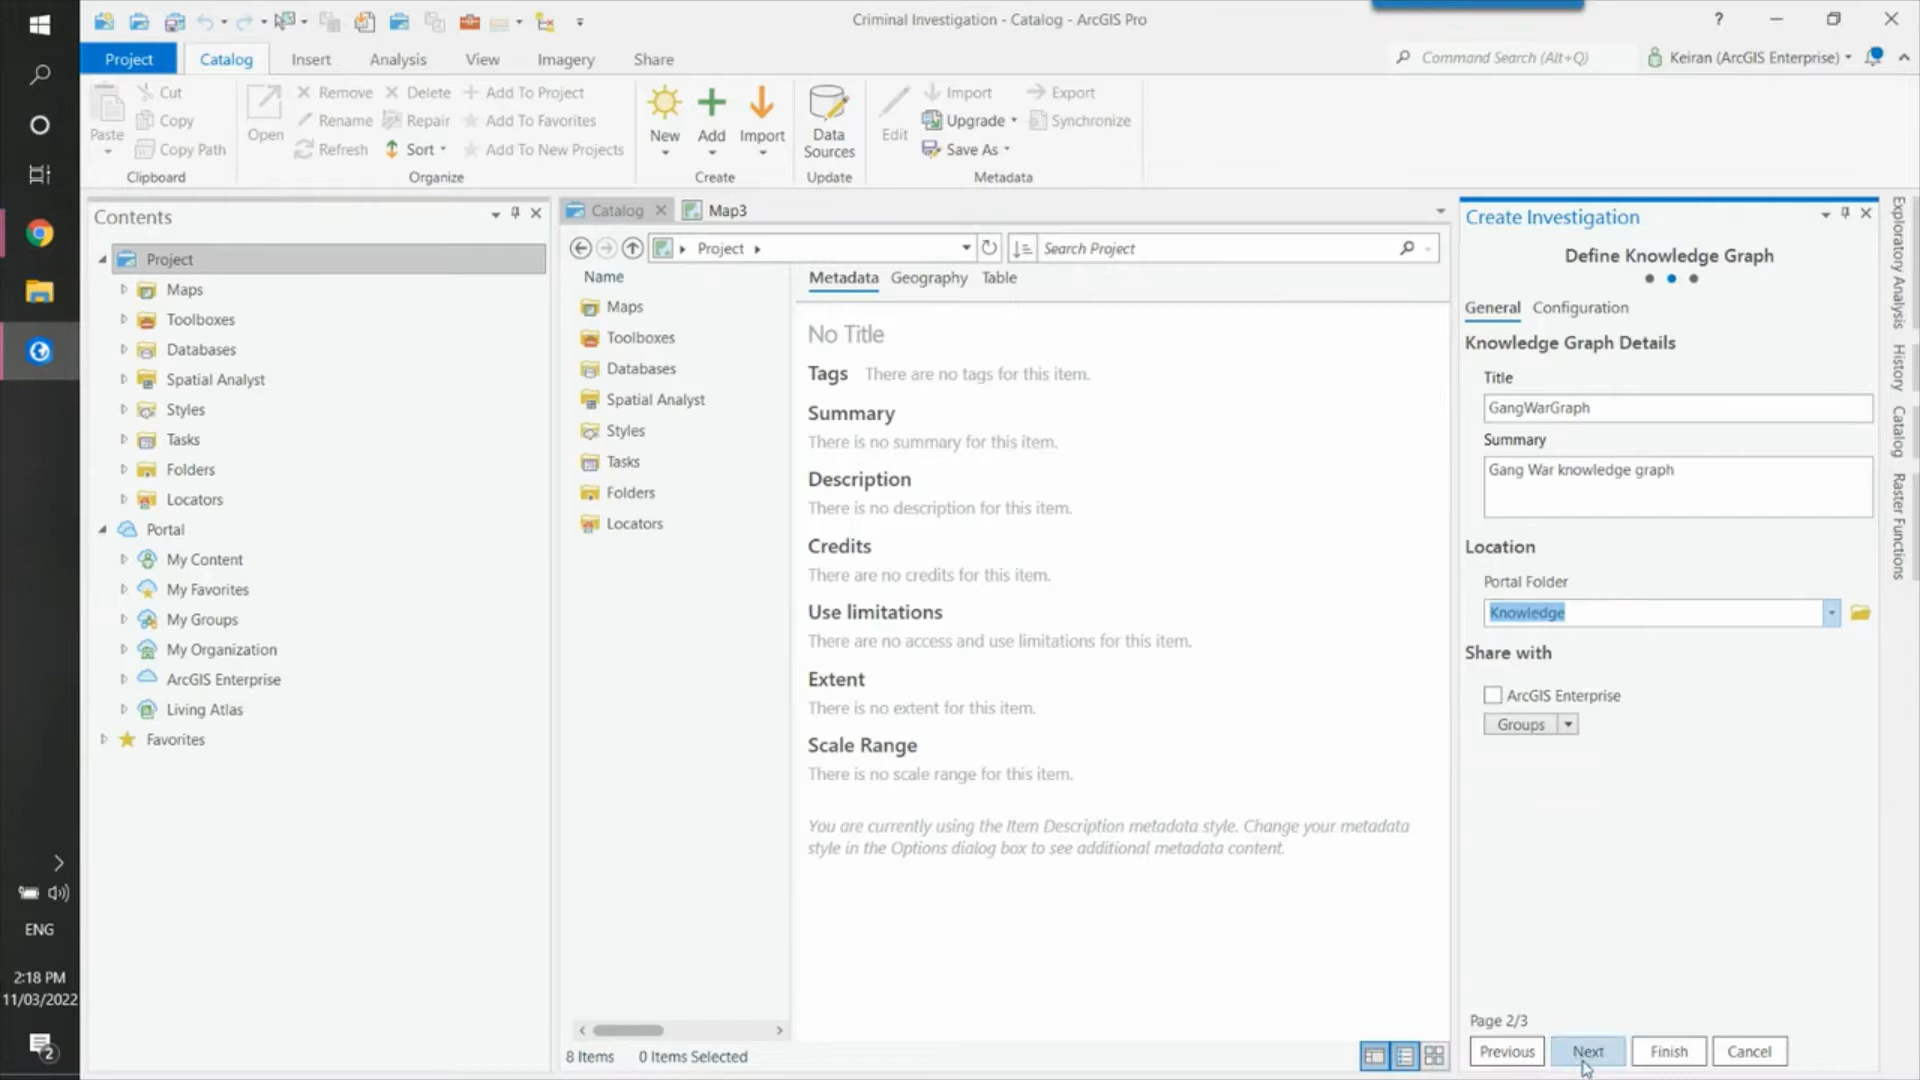 Criminal Investigation - Catalog - ArcGIS Pro
?
Project
Catalog
Insert
Analysis
View
Imagery
Share
Command Search (Alt+Q)
Keiran (ArcGIS Enterprise)
Paste
Cut
Copy
Copy Path
Clipboard
Open
Remove
Delete
Add To Project
Rename
Repair
Add To Favorites
Refresh
Sort
Add To New Projects
Organize
New
Add
Import
Create
Data Sources
Update
Edit
Import
Export
Upgrade
Synchronize
Save As
Metadata
Contents
Project
Maps
Toolboxes
Databases
Spatial Analyst
Styles
Tasks
Folders
Locators
Portal
My Content
My Favorites
My Groups
My Organization
ArcGIS Enterprise
Living Atlas
Favorites
Catalog
Map3
Project
Search Project
Name
Maps
Toolboxes
Databases
Spatial Analyst
Styles
Tasks
Folders
Locators
8 Items
0 Items Selected
Metadata
Geography
Table
No Title
Tags There are no tags for this item.
Summary
There is no summary for this item.
Description
There is no description for this item.
Credits
There are no credits for this item.
Use limitations
There are no access and use limitations for this item.
Extent
There is no extent for this item.
Scale Range
There is no scale range for this item.
You are currently using the Item Description metadata style. Change your metadata
style in the Options dialog box to see additional metadata content.
Create Investigation
Define Knowledge Graph
General
Configuration
Knowledge Graph Details
Title
GangWarGraph
Summary
Gang War knowledge graph
Location
Portal Folder
Knowledge
Share with
ArcGIS Enterprise
Groups
Page 2/3
Previous
Next
Finish
Cancel
Exploratory Analysis
History
Catalog
Raster Functions
ENG
2:18 PM
11/03/2022
2